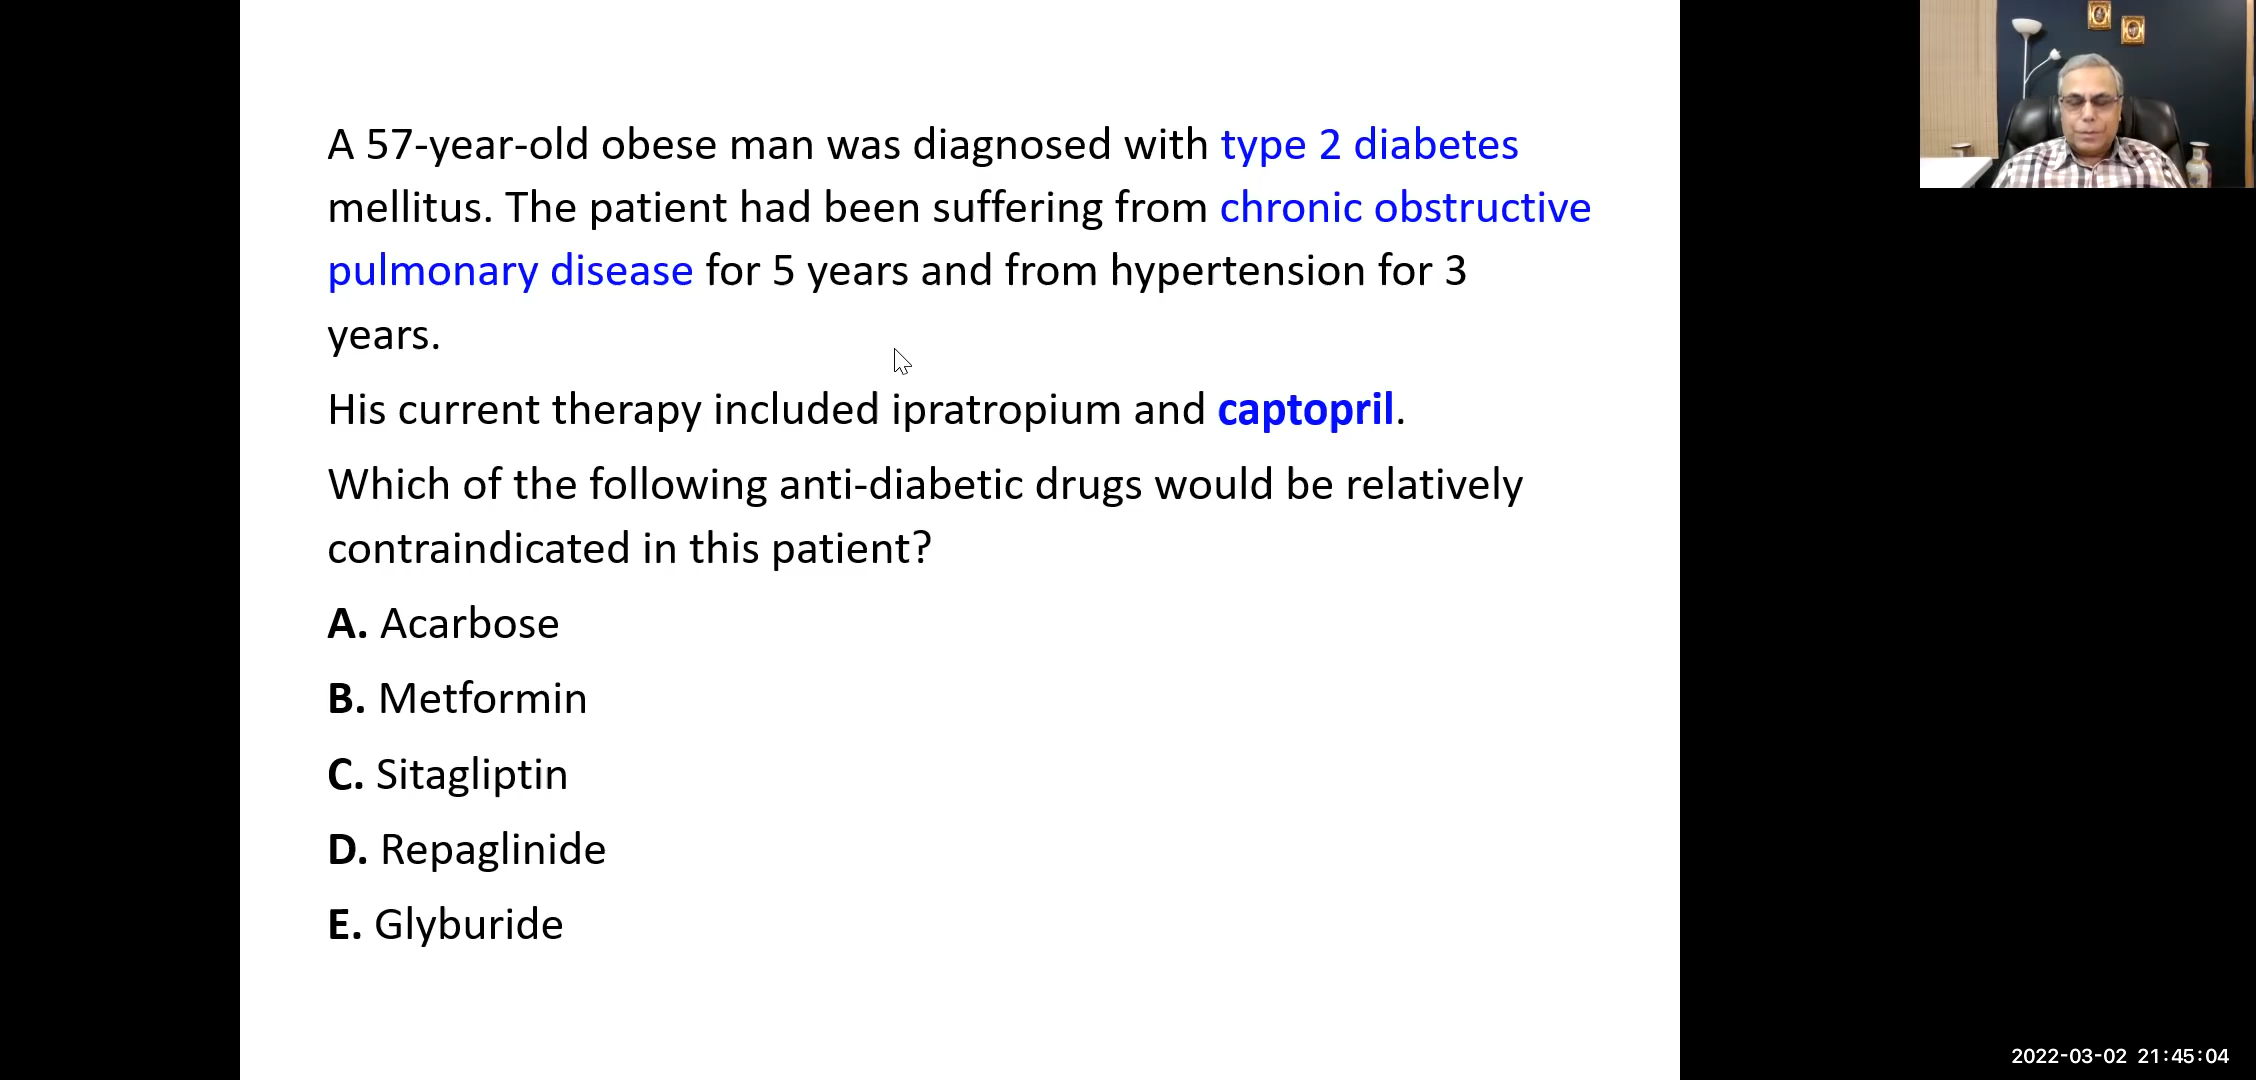 A 57-year-old obese man was diagnosed with type 2 diabetes
mellitus. The patient had been suffering from chronic obstructive
pulmonary disease for 5 years and from hypertension for 3
years.
His current therapy included ipratropium and captopril.
Which of the following anti-diabetic drugs would be relatively
contraindicated in this patient?
A. Acarbose
B. Metformin
C. Sitagliptin
D. Repaglinide
E. Glyburide
2022-03-02 21:45:04